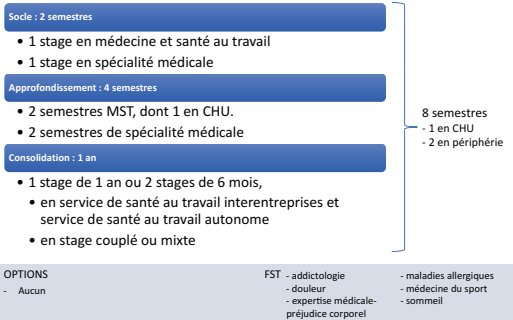 Socle : 2 semestres
• 1 stage en médecine et santé au travail
• 1 stage en spécialité médicale
Approfondissement : 4 semestres
• 2 semestres MST, dont 1 en CHU.
• 2 semestres de spécialité médicale
Consolidation : 1 an
• 1 stage de 1 an ou 2 stages de 6 mois,
• en service de santé au travail interentreprises et
service de santé au travail autonome
• en stage couplé ou mixte
8 semestres
- 1 en CHU
- 2 en périphérie
OPTIONS
- Aucun
FST - addictologie
- douleur
- expertise médicale-
préjudice corporel
- maladies allergiques
- médecine du sport
- sommeil